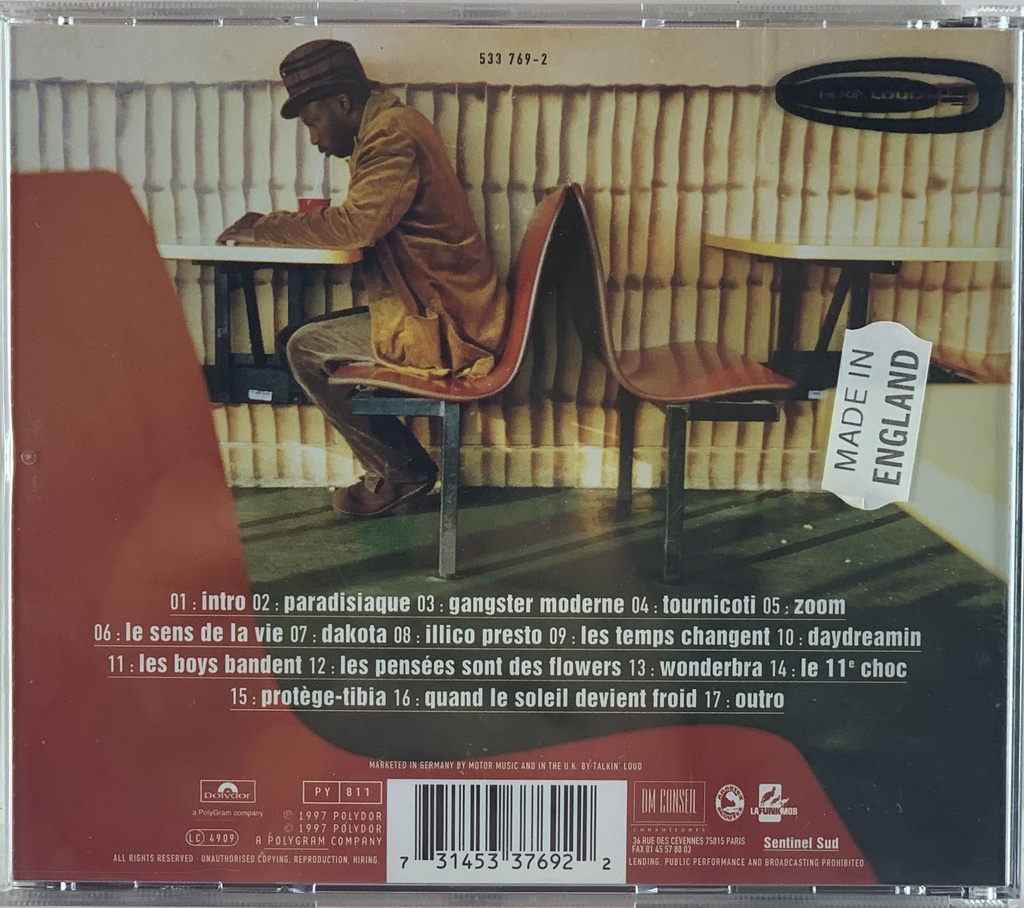 533 769-2
TALKIN' LOUD
MADE IN
ENGLAND
01 : intro 02 : paradisiaque 03 : gangster moderne 04 : tournicoti 05 : zoom
06 : le sens de la vie 07 : dakota 08 : illico presto 09 : les temps changent 10 : daydreamin
11 : les boys bandent 12 : les pensées sont des flowers 13 : wonderbra 14 : le 11e choc
15 : protège-tibia 16 : quand le soleil devient froid 17 : outro
MARKETED IN GERMANY BY MOTOR MUSIC AND IN THE U.K. BY TALKIN' LOUD
polydor
a PolyGram company
LC 4909
PY 811
℗ 1997 POLYDOR
© 1997 POLYDOR
A POLYGRAM COMPANY
7 31453 37692 2
DM CONSEIL
consultants
36 RUE DES CEVENNES 75015 PARIS
FAX 01 45 57 80 03
LA FUNK MOB
Sentinel Sud
ALL RIGHTS RESERVED · UNAUTHORISED COPYING, REPRODUCTION, HIRING,
LENDING, PUBLIC PERFORMANCE AND BROADCASTING PROHIBITED